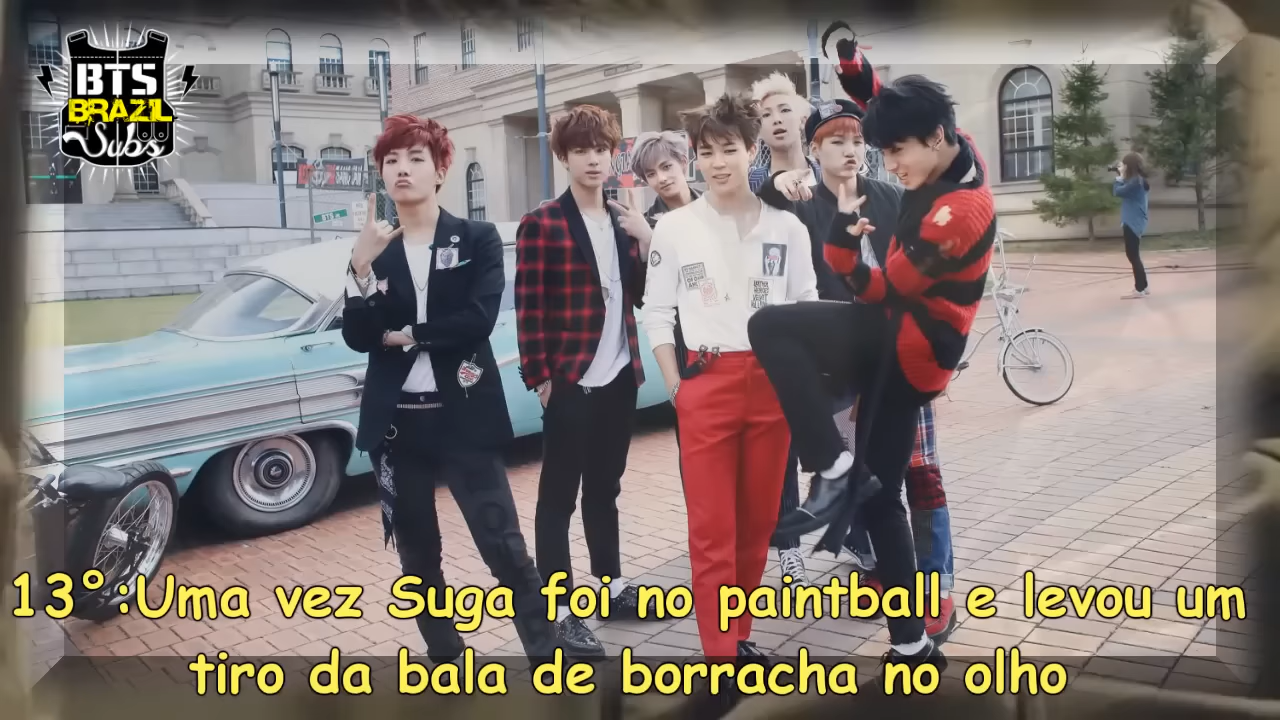 BTS
BRAZIL
Subs
13°:Uma vez Suga foi no paintball e levou um
tiro da bala de borracha no olho